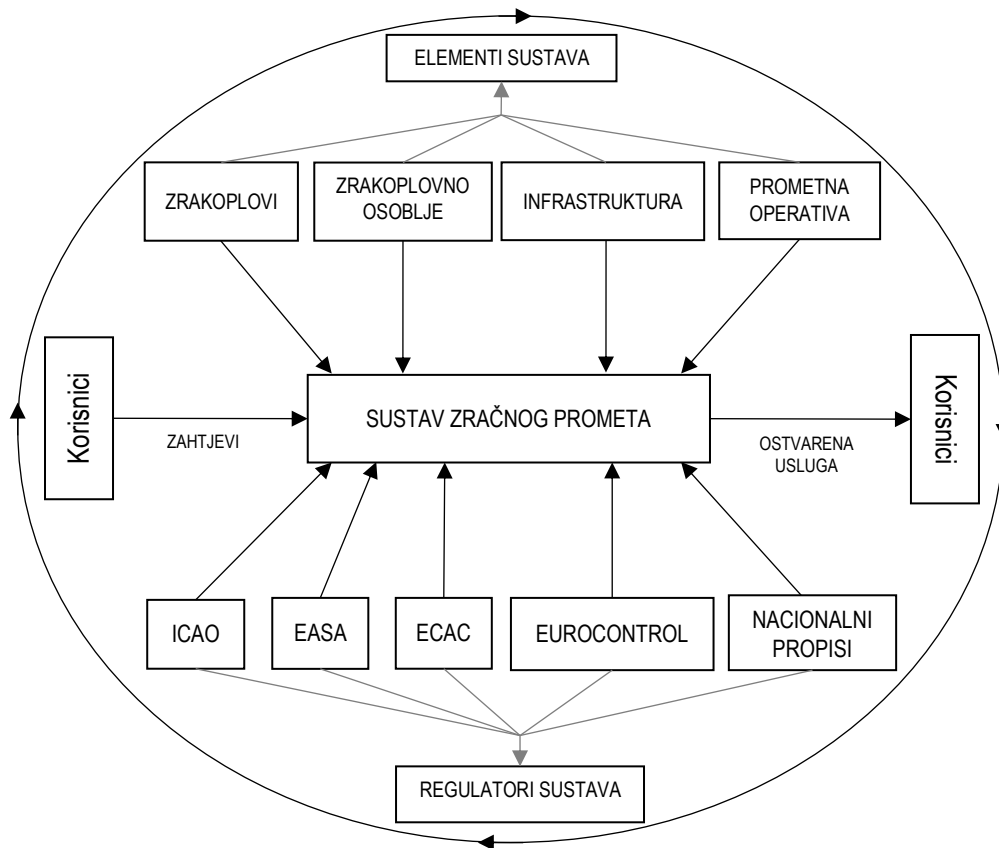 ELEMENTI SUSTAVA
ZRAKOPLOVI
ZRAKOPLOVNO
OSOBLJE
INFRASTRUKTURA
PROMETNA
OPERATIVA
Korisnici
ZAHTJEVI
SUSTAV ZRAČNOG PROMETA
OSTVARENA
USLUGA
Korisnici
ICAO
EASA
ECAC
EUROCONTROL
NACIONALNI
PROPISI
REGULATORI SUSTAVA